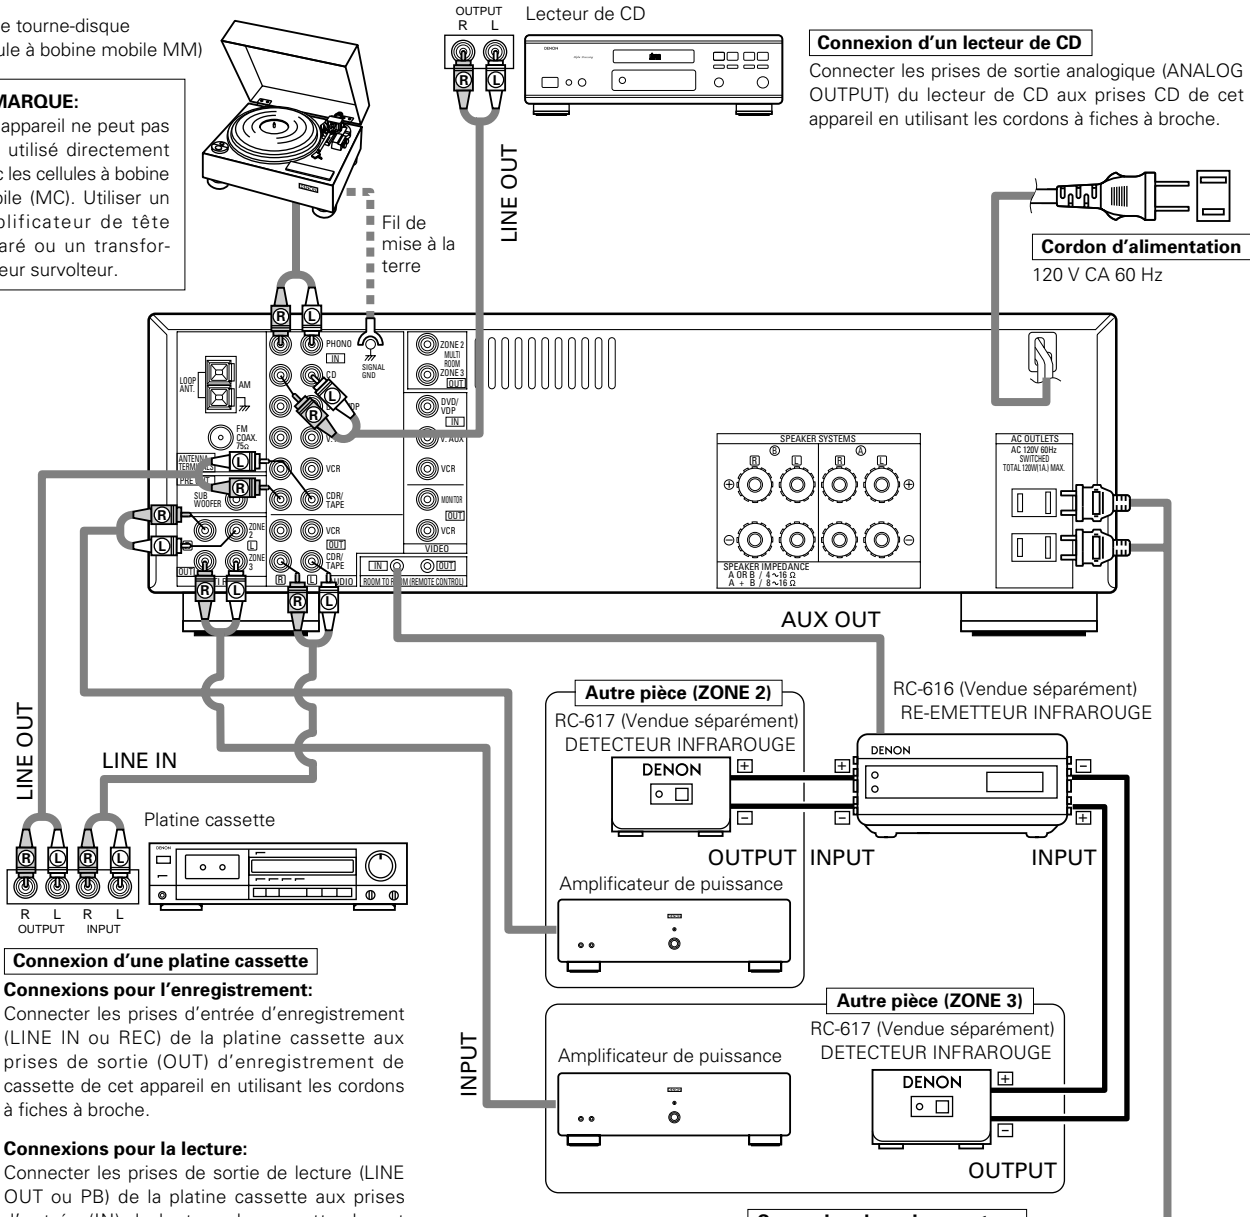 e tourne-disque
ule à bobine mobile MM)
MARQUE:
appareil ne peut pas
utilisé directement
c les cellules à bobine
bile (MC). Utiliser un
plificateur de tête
aré ou un transfor-
eur survolteur.
OUTPUT
R L
Lecteur de CD
DENON
R L
LINE OUT
Connexion d'un lecteur de CD
Connecter les prises de sortie analogique (ANALOG
OUTPUT) du lecteur de CD aux prises CD de cet
appareil en utilisant les cordons à fiches à broche.
Fil de
mise à la
terre
Cordon d'alimentation
120 V CA 60 Hz
R L
PHONO
IN
SIGNAL
GND
CD
L
R
LOOP
ANT.
AM
FM
COAX.
75Ω
ANTENNA
TERMINALS
L
R
PRE OUT
SUB
WOOFER
VCR
CDR/
TAPE
R
L
ZONE
2
L
ZONE
3
OUT
VCR
OUT
CDR/
TAPE
R L
R L
R L
ZONE 2
MULTI
ROOM
ZONE 3
OUT
DVD/
VDP
IN
V. AUX
VCR
MONITOR
OUT
VCR
VIDEO
IN OUT
ROOM TO ROOM (REMOTE CONTROL)
SPEAKER SYSTEMS
B A
R L R L
+ +
− −
SPEAKER IMPEDANCE
A OR B / 4~16 Ω
A + B / 8~16 Ω
AC OUTLETS
AC 120V 60Hz
SWITCHED
TOTAL 120W(1A.) MAX.
AUX OUT
LINE OUT
LINE IN
Platine cassette
DENON
R L R L
R L R L
OUTPUT INPUT
Autre pièce (ZONE 2)
RC-617 (Vendue séparément)
DETECTEUR INFRAROUGE
DENON
+ +
− −
OUTPUT INPUT
RC-616 (Vendue séparément)
RE-EMETTEUR INFRAROUGE
DENON
−
+
INPUT
Amplificateur de puissance
DENON
Connexion d'une platine cassette
Connexions pour l'enregistrement:
Connecter les prises d'entrée d'enregistrement
(LINE IN ou REC) de la platine cassette aux
prises de sortie (OUT) d'enregistrement de
cassette de cet appareil en utilisant les cordons
à fiches à broche.
Connexions pour la lecture:
Connecter les prises de sortie de lecture (LINE
OUT ou PB) de la platine cassette aux prises
INPUT
Autre pièce (ZONE 3)
RC-617 (Vendue séparément)
DETECTEUR INFRAROUGE
Amplificateur de puissance
DENON
DENON
+
−
OUTPUT